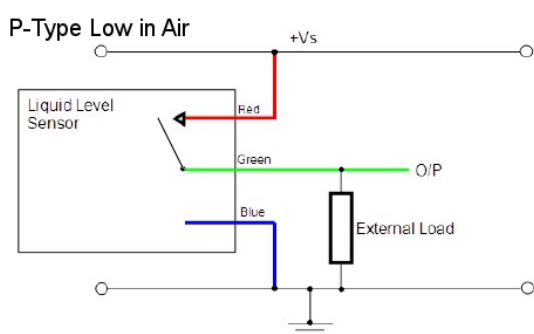 P-Type Low in Air
+Vs
Liquid Level
Sensor
Red
Green
O/P
Blue
External Load